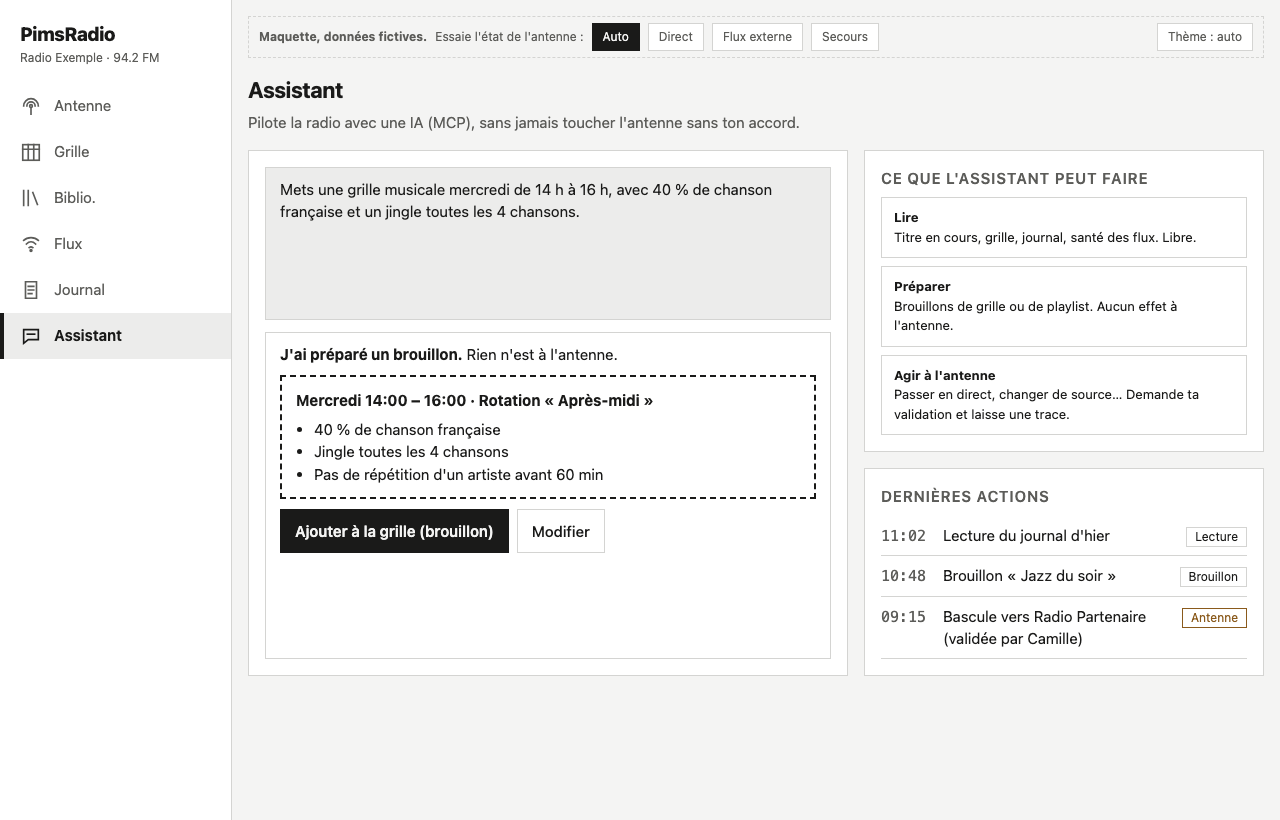 PimsRadio
Radio Exemple · 94.2 FM
Antenne
Grille
Biblio.
Flux
Journal
Assistant
Maquette, données fictives. Essaie l'état de l'antenne : Auto Direct Flux externe Secours Thème : auto
Assistant
Pilote la radio avec une IA (MCP), sans jamais toucher l'antenne sans ton accord.
Mets une grille musicale mercredi de 14 h à 16 h, avec 40 % de chanson
française et un jingle toutes les 4 chansons.
J'ai préparé un brouillon. Rien n'est à l'antenne.
Mercredi 14:00 – 16:00 · Rotation « Après-midi »
• 40 % de chanson française
• Jingle toutes les 4 chansons
• Pas de répétition d'un artiste avant 60 min
Ajouter à la grille (brouillon) Modifier
CE QUE L'ASSISTANT PEUT FAIRE
Lire
Titre en cours, grille, journal, santé des flux. Libre.
Préparer
Brouillons de grille ou de playlist. Aucun effet à
l'antenne.
Agir à l'antenne
Passer en direct, changer de source… Demande ta
validation et laisse une trace.
DERNIÈRES ACTIONS
11:02 Lecture du journal d'hier Lecture
10:48 Brouillon « Jazz du soir » Brouillon
09:15 Bascule vers Radio Partenaire Antenne
(validée par Camille)